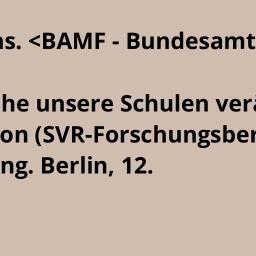 ns. <BAMF - Bundesamt
he unsere Schulen verä
on (SVR-Forschungsber
ng. Berlin, 12.